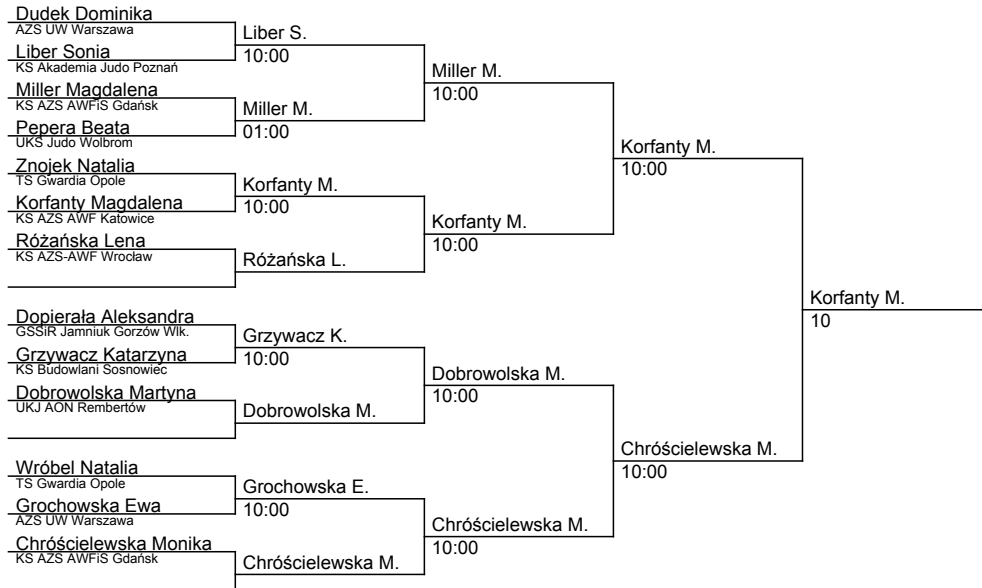 Dudek Dominika
AZS UW Warszawa
Liber Sonia
KS Akademia Judo Poznań
Miller Magdalena
KS AZS AWFiS Gdańsk
Pepera Beata
UKS Judo Wolbrom
Znojek Natalia
TS Gwardia Opole
Korfanty Magdalena
KS AZS AWF Katowice
Różańska Lena
KS AZS-AWF Wrocław
Dopierała Aleksandra
GSSiR Jamniuk Gorzów Wlk.
Grzywacz Katarzyna
KS Budowlani Sosnowiec
Dobrowolska Martyna
UKJ AON Rembertów
Wróbel Natalia
TS Gwardia Opole
Grochowska Ewa
AZS UW Warszawa
Chróścielewska Monika
KS AZS AWFiS Gdańsk
Liber S.
10:00
Miller M.
01:00
Korfanty M.
10:00
Różańska L.
Grzywacz K.
10:00
Dobrowolska M.
Grochowska E.
10:00
Chróścielewska M.
Miller M.
10:00
Korfanty M.
10:00
Dobrowolska M.
10:00
Chróścielewska M.
10:00
Korfanty M.
10:00
Chróścielewska M.
10:00
Korfanty M.
10